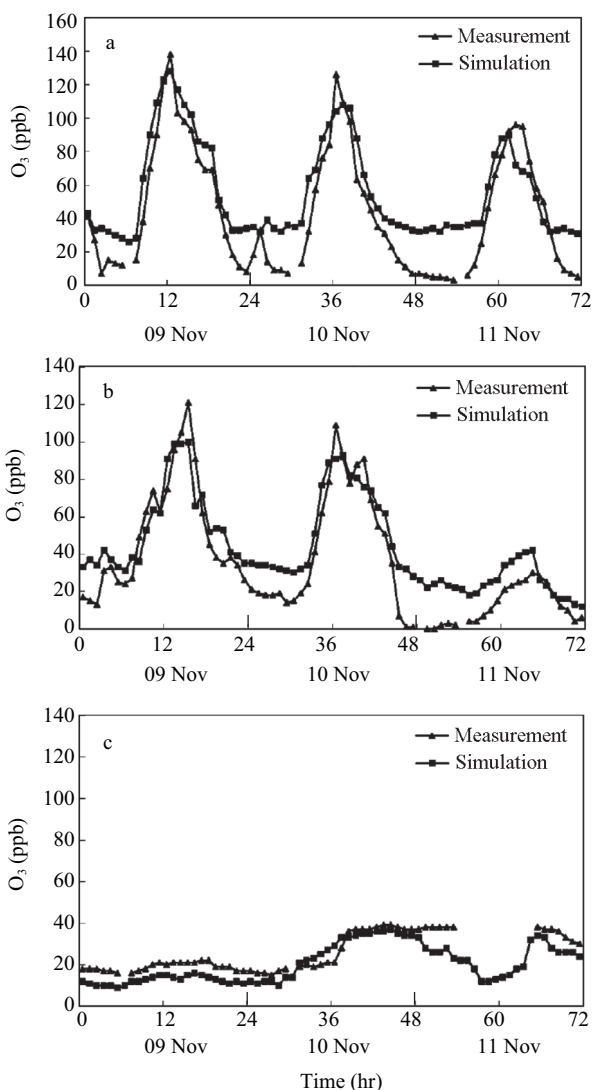 160
140
120
100
80
60
40
20
0
O₃ (ppb)
a
Measurement
Simulation
0 12 24 36 48 60 72
09 Nov 10 Nov 11 Nov
140
120
100
80
60
40
20
0
O₃ (ppb)
b
Measurement
Simulation
0 12 24 36 48 60 72
09 Nov 10 Nov 11 Nov
140
120
100
80
60
40
20
0
O₃ (ppb)
c
Measurement
Simulation
0 12 24 36 48 60 72
09 Nov 10 Nov 11 Nov
Time (hr)